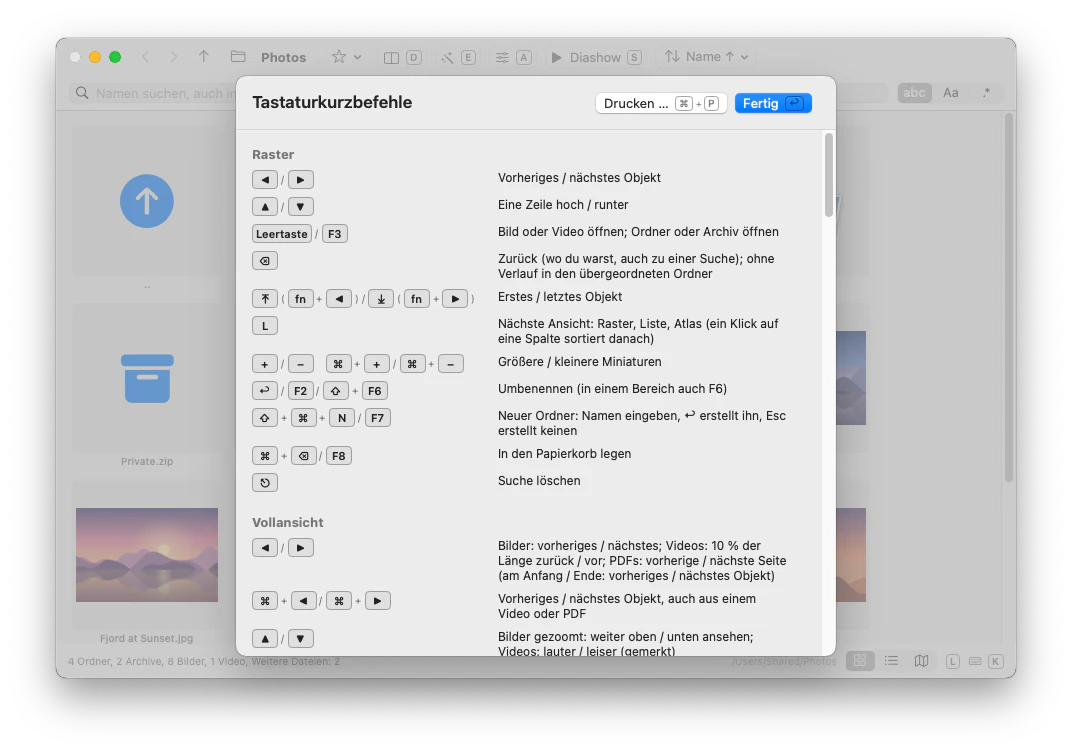 Photos D E A Diashow S Name ↑
Namen suchen, auch in abc Aa .*
Tastaturkurzbefehle Drucken ... ⌘ + P Fertig ↩
Raster
◀ / ▶ Vorheriges / nächstes Objekt
▲ / ▼ Eine Zeile hoch / runter
Leertaste / F3 Bild oder Video öffnen; Ordner oder Archiv öffnen
⌫ Zurück (wo du warst, auch zu einer Suche); ohne
Verlauf in den übergeordneten Ordner
⤒ ( fn + ◀ ) / ⤓ ( fn + ▶ ) Erstes / letztes Objekt
L Nächste Ansicht: Raster, Liste, Atlas (ein Klick auf
eine Spalte sortiert danach)
+ / − ⌘ + + / ⌘ + − Größere / kleinere Miniaturen
↩ / F2 / ⇧ + F6 Umbenennen (in einem Bereich auch F6)
⇧ + ⌘ + N / F7 Neuer Ordner: Namen eingeben, ↩ erstellt ihn, Esc
erstellt keinen
⌘ + ⌫ / F8 In den Papierkorb legen
⎋ Suche löschen
Vollansicht
◀ / ▶ Bilder: vorheriges / nächstes; Videos: 10 % der
Länge zurück / vor; PDFs: vorherige / nächste Seite
(am Anfang / Ende: vorheriges / nächstes Objekt)
⌘ + ◀ / ⌘ + ▶ Vorheriges / nächstes Objekt, auch aus einem
Video oder PDF
▲ / ▼ Bilder gezoomt: weiter oben / unten ansehen;
Videos: lauter / leiser (gemerkt)
..
Private.zip
Fjord at Sunset.jpg
4 Ordner, 2 Archive, 8 Bilder, 1 Video, Weitere Dateien: 2 /Users/Shared/Photos L K